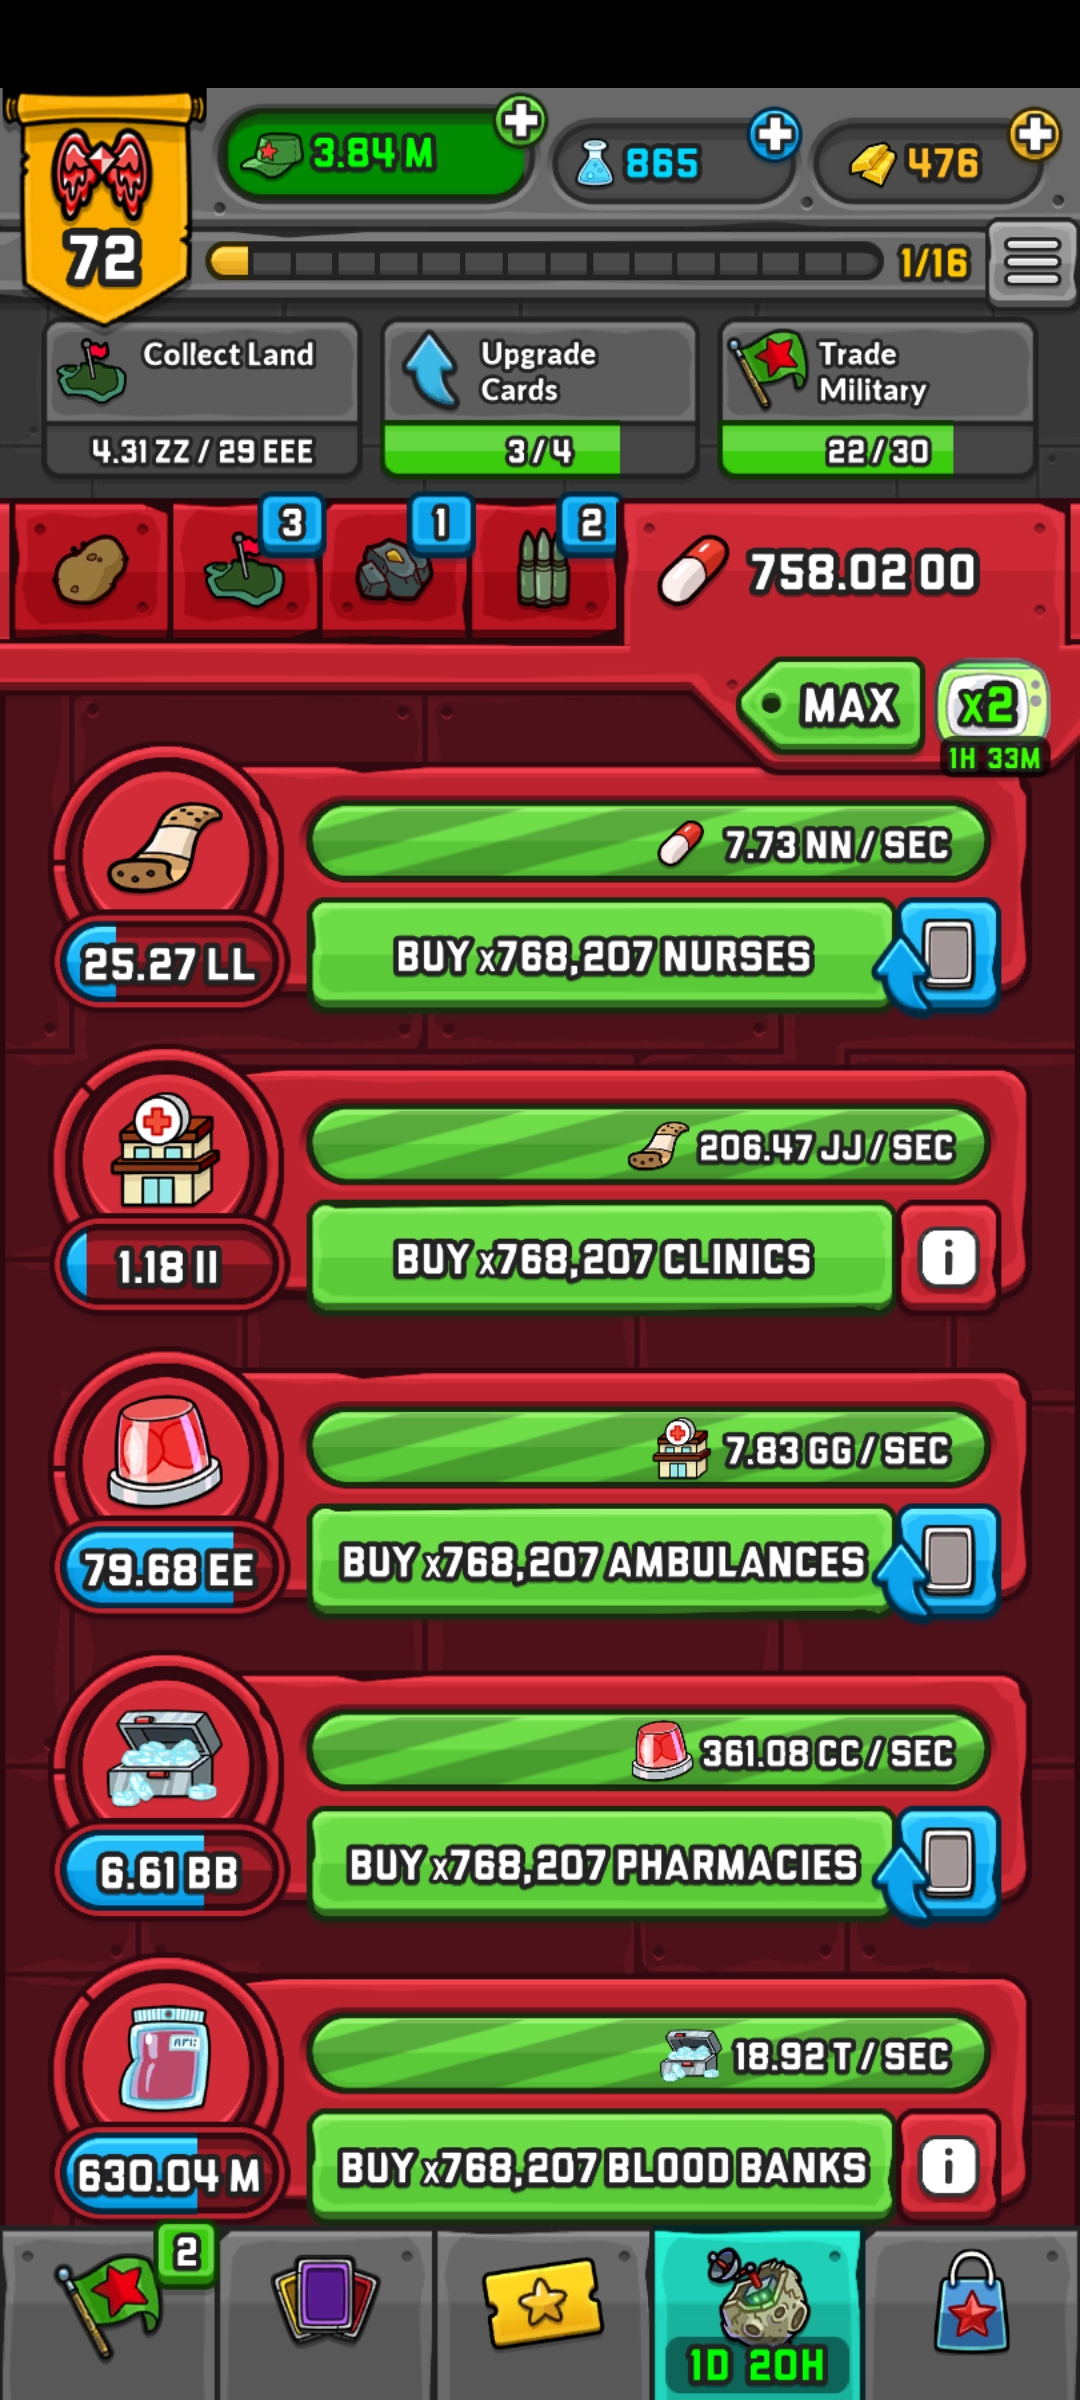 72
3.84 M
865
476
1/16
Collect Land
4.31 ZZ / 29 EEE
Upgrade
Cards
3/4
Trade
Military
22/30
3
1
2
758.02 OO
MAX
x2
1H 33M
7.73 NN / SEC
25.27 LL
BUY x768,207 NURSES
206.47 JJ / SEC
1.18 II
BUY x768,207 CLINICS
i
7.83 GG / SEC
79.68 EE
BUY x768,207 AMBULANCES
361.08 CC / SEC
6.61 BB
BUY x768,207 PHARMACIES
18.92 T / SEC
630.04 M
BUY x768,207 BLOOD BANKS
i
2
1D 20H